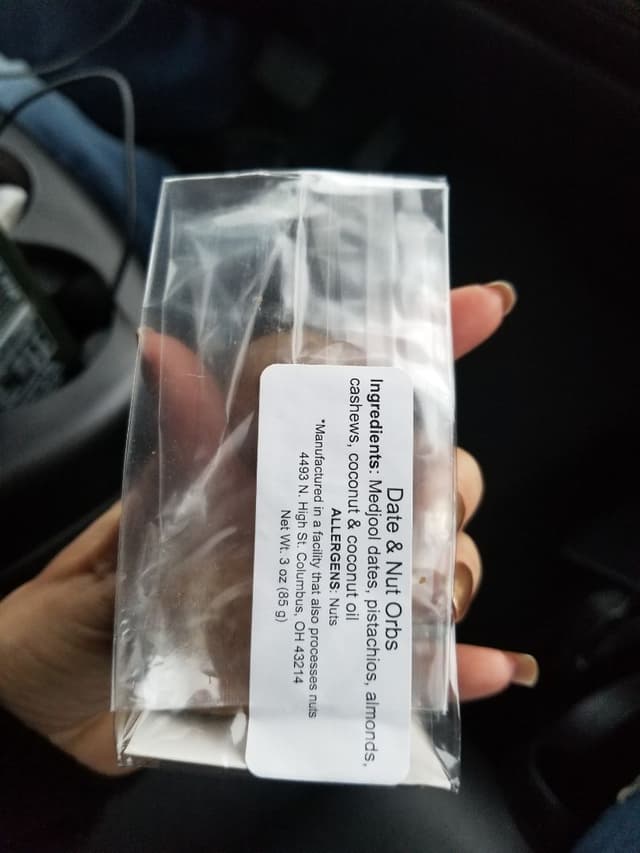 Date & Nut Orbs
Ingredients: Medjool dates, pistachios, almonds,
cashews, coconut & coconut oil
ALLERGENS: Nuts
*Manufactured in a facility that also processes nuts
4493 N. High St. Columbus, OH 43214
Net Wt. 3 oz (85 g)